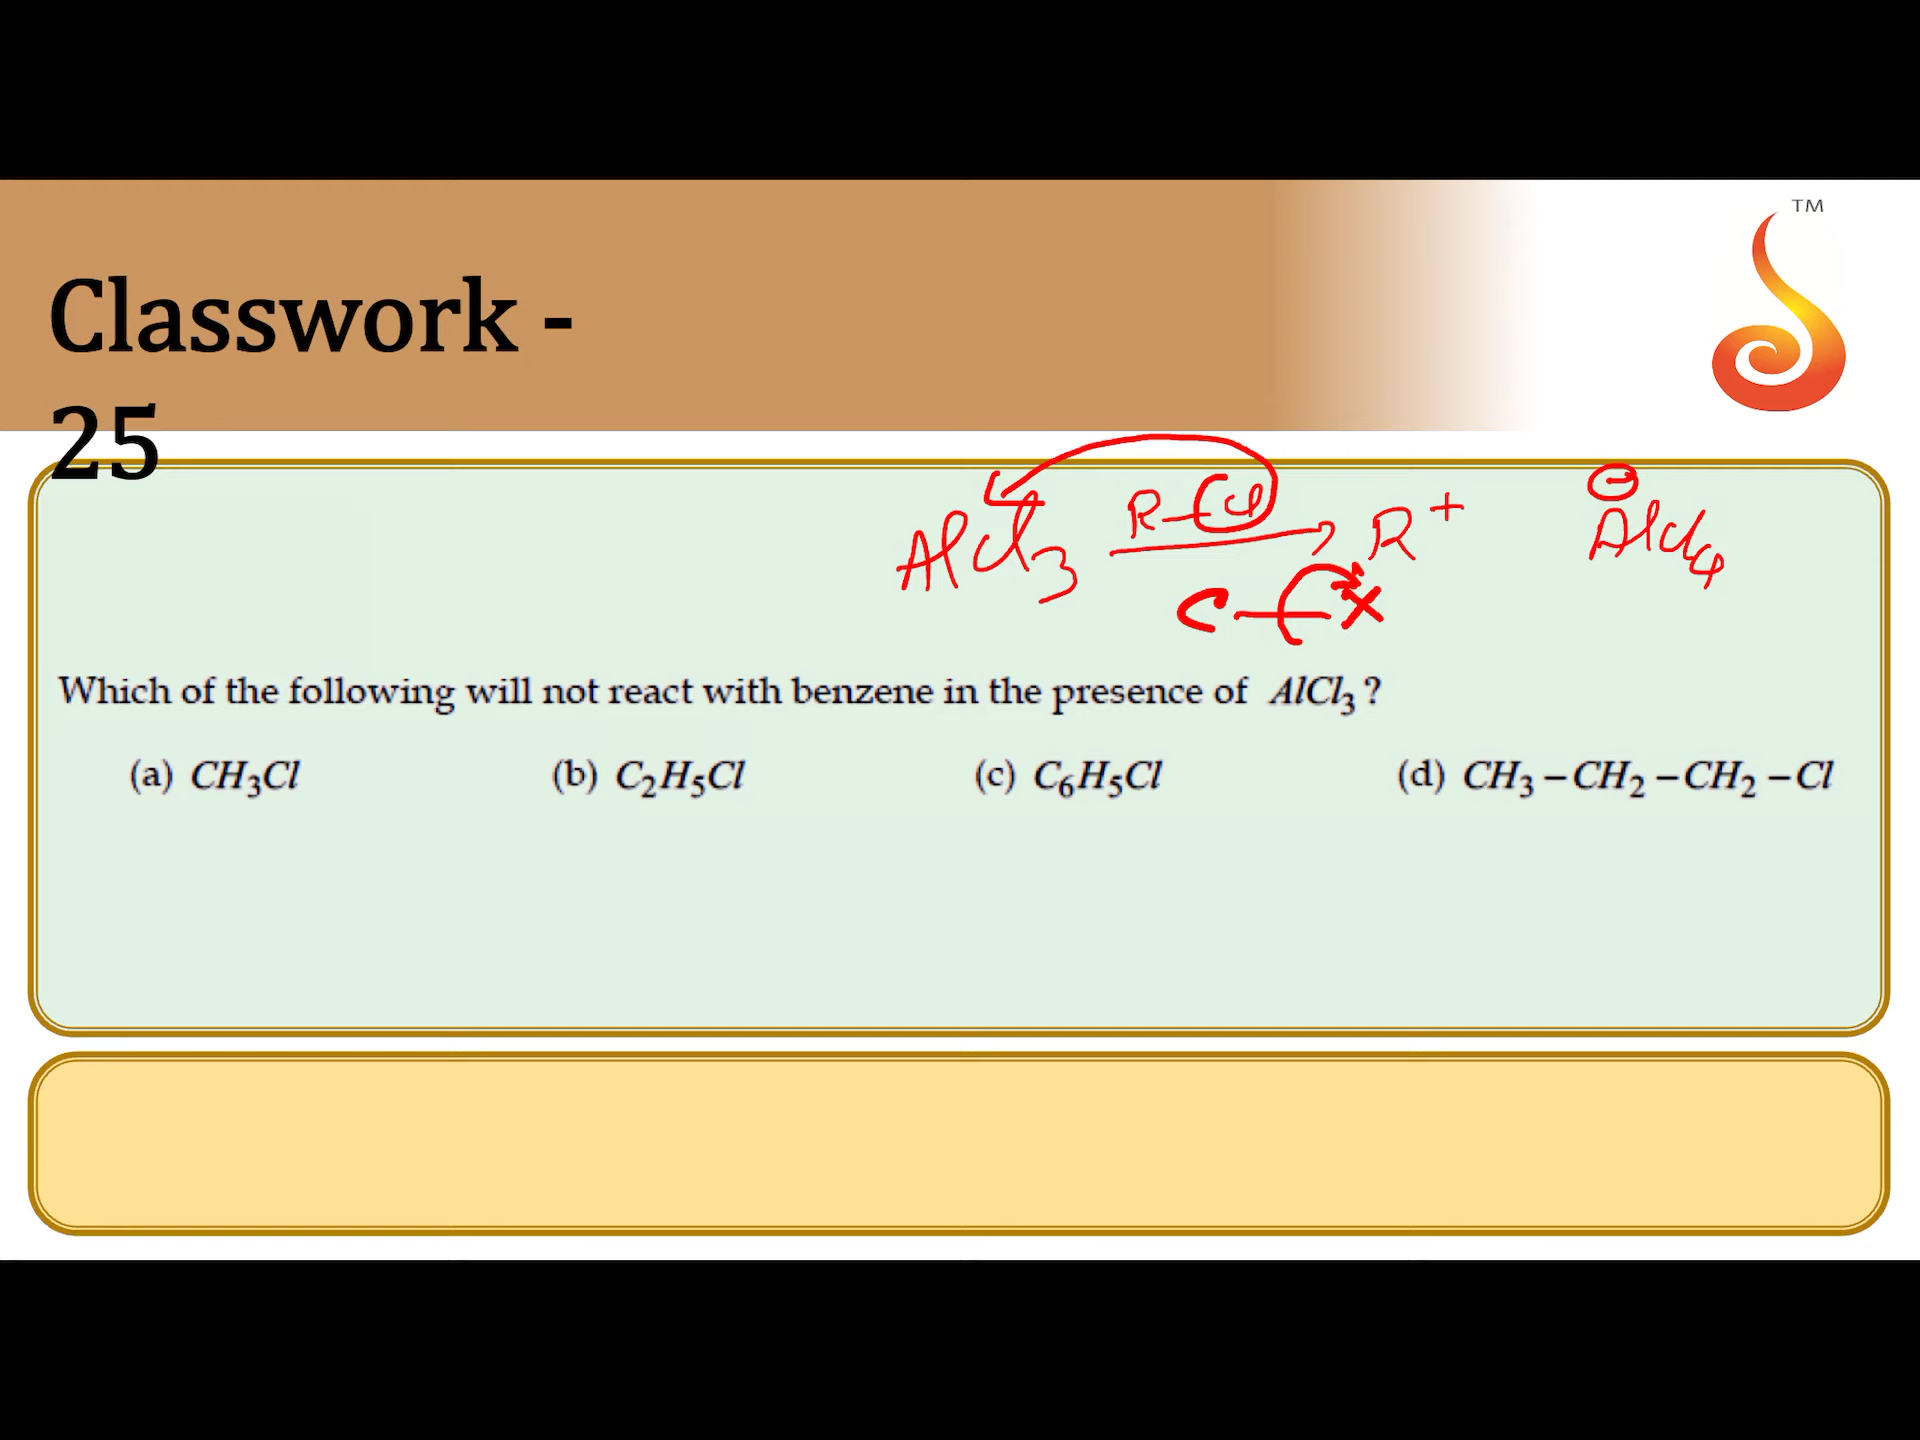 TM
Classwork -
25
AlCl3 R-Cl R+ ⊖AlCl4
C-X
Which of the following will not react with benzene in the presence of AlCl3?
(a) CH3Cl (b) C2H5Cl (c) C6H5Cl (d) CH3-CH2-CH2-Cl